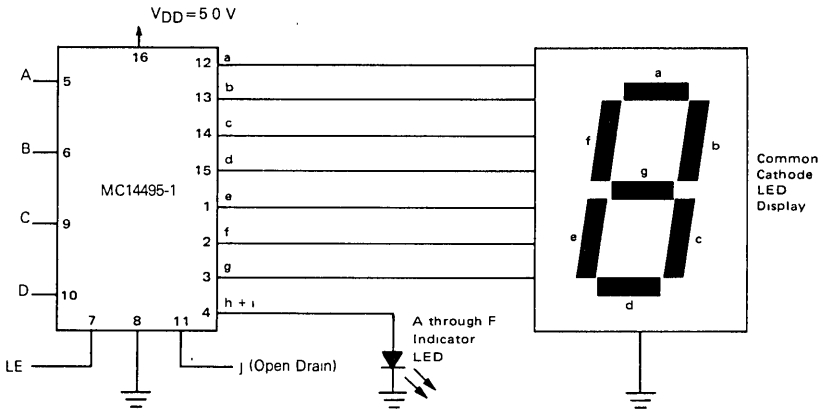 VDD=5 0 V
16
A
5
B
6
C
9
D
10
MC14495-1
12
a
13
b
14
c
15
d
1
e
2
f
3
g
4
h + ı
7
8
11
LE
j (Open Drain)
A through F
Indicator
LED
a
f
b
g
e
c
d
Common
Cathode
LED
Display